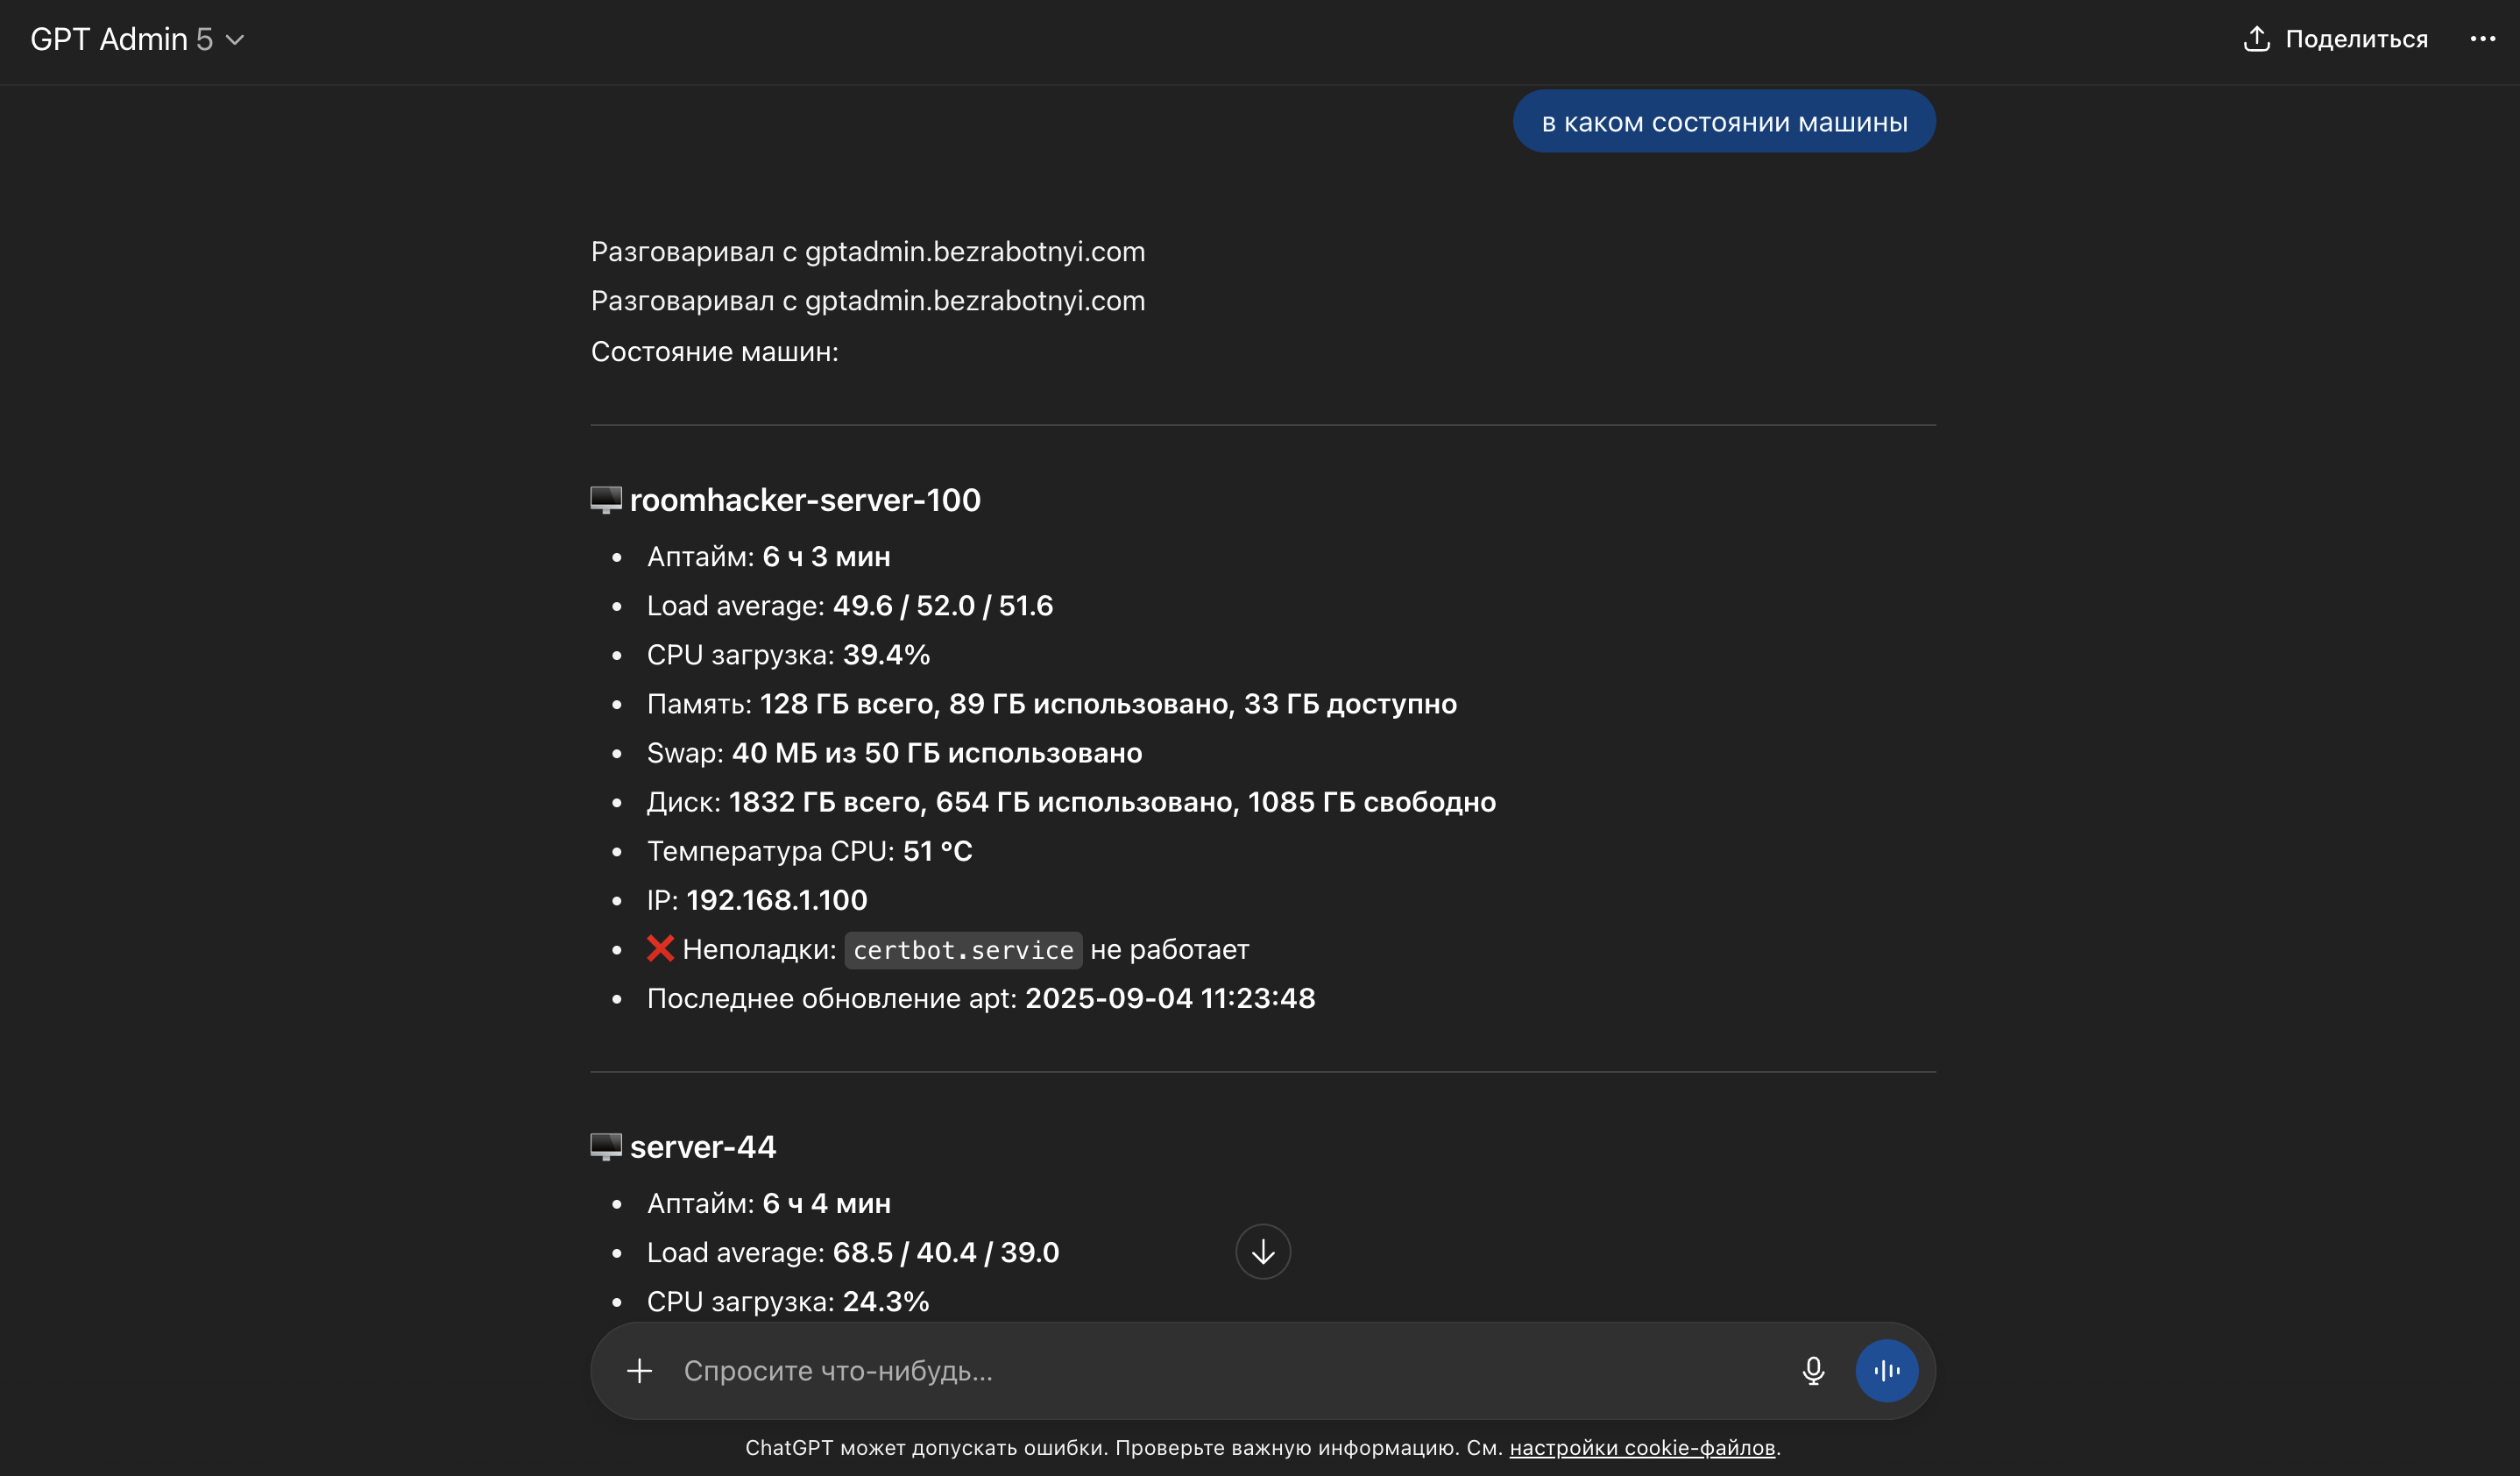 GPT Admin 5
Поделиться
в каком состоянии машины
Разговаривал с gptadmin.bezrabotnyi.com
Разговаривал с gptadmin.bezrabotnyi.com
Состояние машин:
roomhacker-server-100
Аптайм: 6 ч 3 мин
Load average: 49.6 / 52.0 / 51.6
CPU загрузка: 39.4%
Память: 128 ГБ всего, 89 ГБ использовано, 33 ГБ доступно
Swap: 40 МБ из 50 ГБ использовано
Диск: 1832 ГБ всего, 654 ГБ использовано, 1085 ГБ свободно
Температура CPU: 51 °C
IP: 192.168.1.100
❌ Неполадки: certbot.service не работает
Последнее обновление apt: 2025-09-04 11:23:48
server-44
Аптайм: 6 ч 4 мин
Load average: 68.5 / 40.4 / 39.0
CPU загрузка: 24.3%
Спросите что-нибудь...
ChatGPT может допускать ошибки. Проверьте важную информацию. См. настройки cookie-файлов.